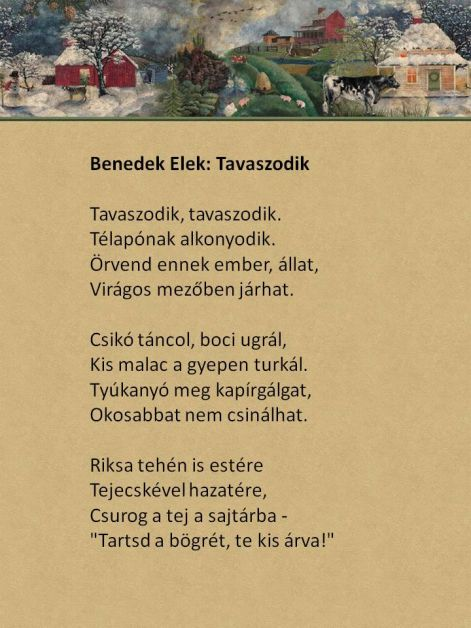 Benedek Elek: Tavaszodik
Tavaszodik, tavaszodik.
Télapónak alkonyodik.
Örvend ennek ember, állat,
Virágos mezőben járhat.
Csikó táncol, boci ugrál,
Kis malac a gyepen turkál.
Tyúkanyó meg kapírgálgat,
Okosabbat nem csinálhat.
Riksa tehén is estére
Tejecskével hazatére,
Csurog a tej a sajtárba -
"Tartsd a bögrét, te kis árva!"